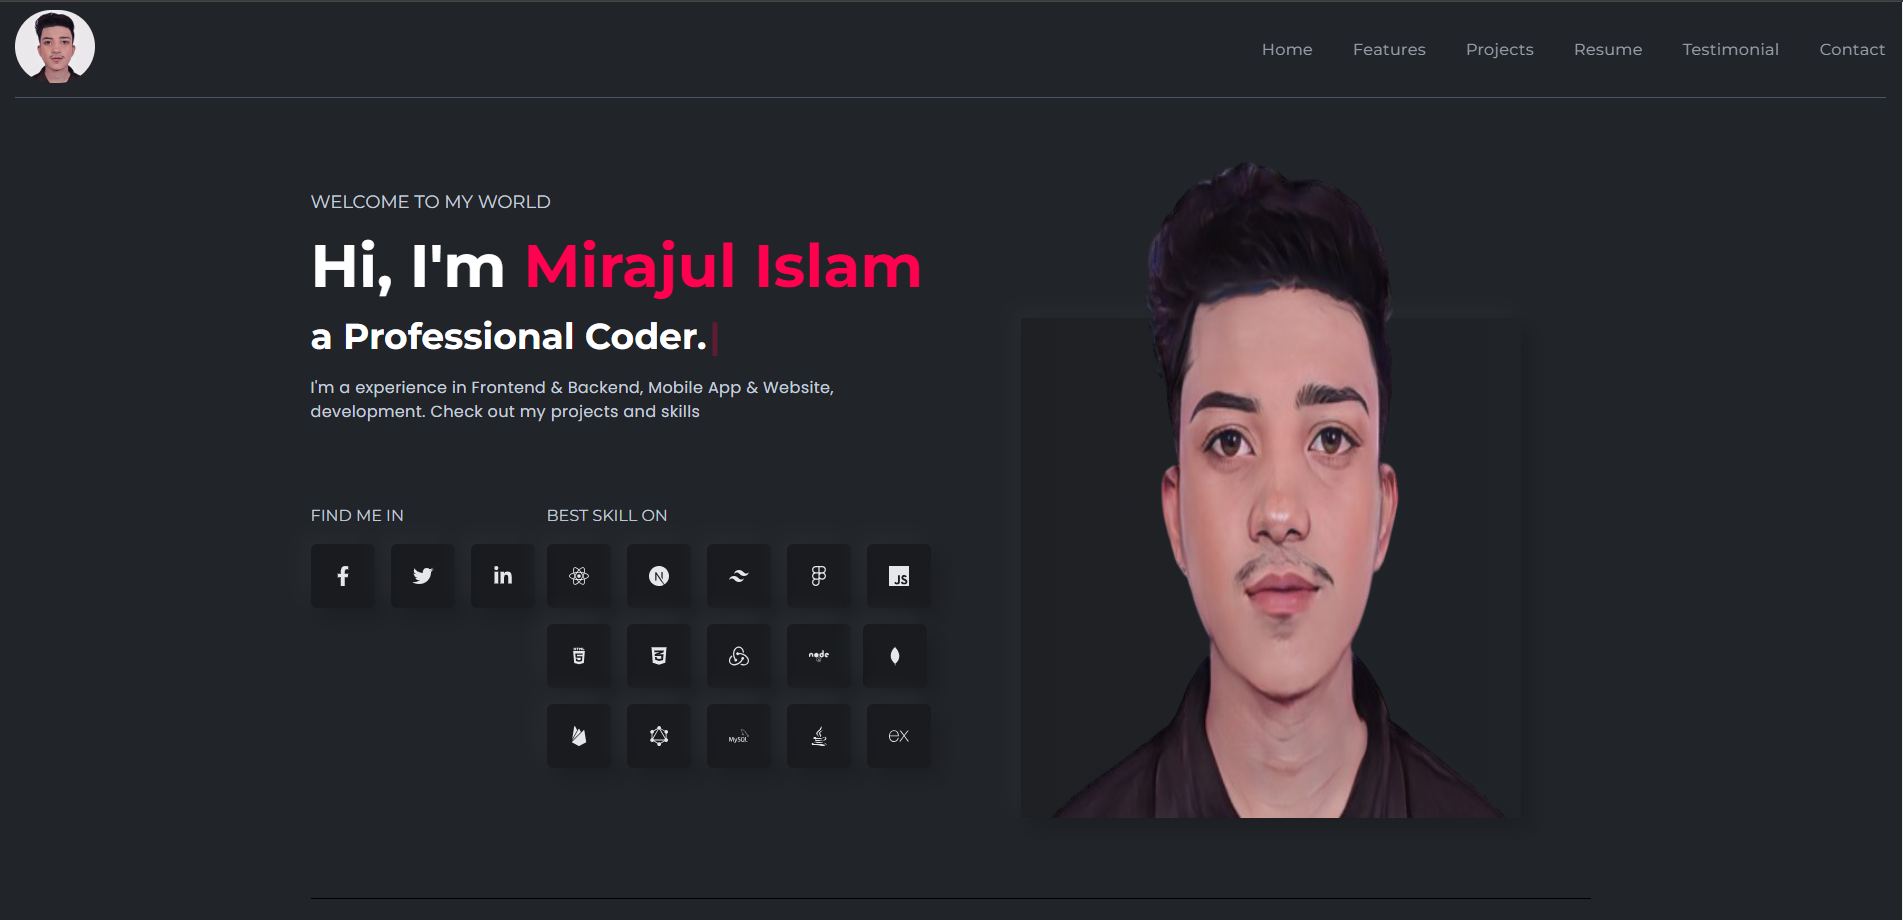 Home Features Projects Resume Testimonial Contact
WELCOME TO MY WORLD
Hi, I'm Mirajul Islam
a Professional Coder.
I'm a experience in Frontend & Backend, Mobile App & Website,
development. Check out my projects and skills
FIND ME IN
BEST SKILL ON
f in N JS
5 3 node
MySQL ex